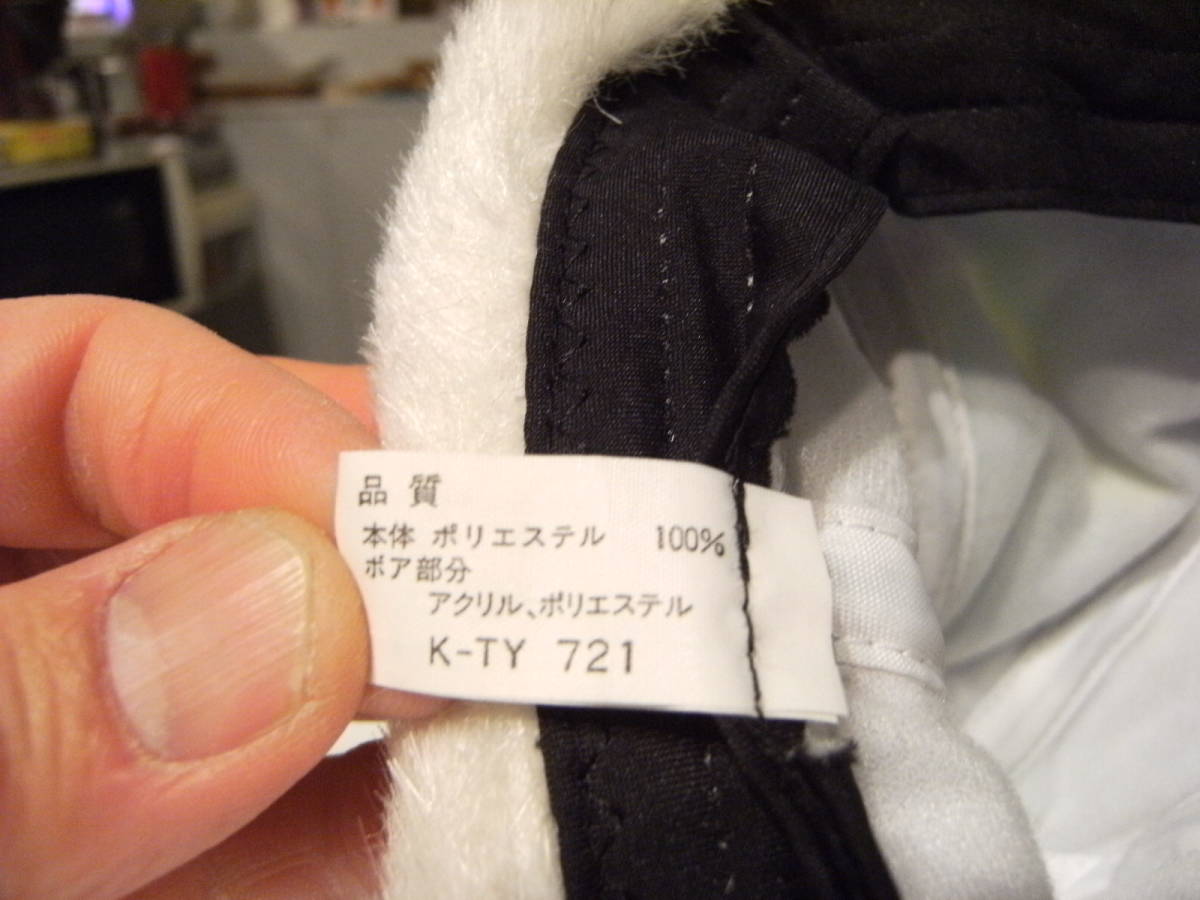 品質
本体 ポリエステル 100%
ボア部分
アクリル、ポリエステル
K-TY 721